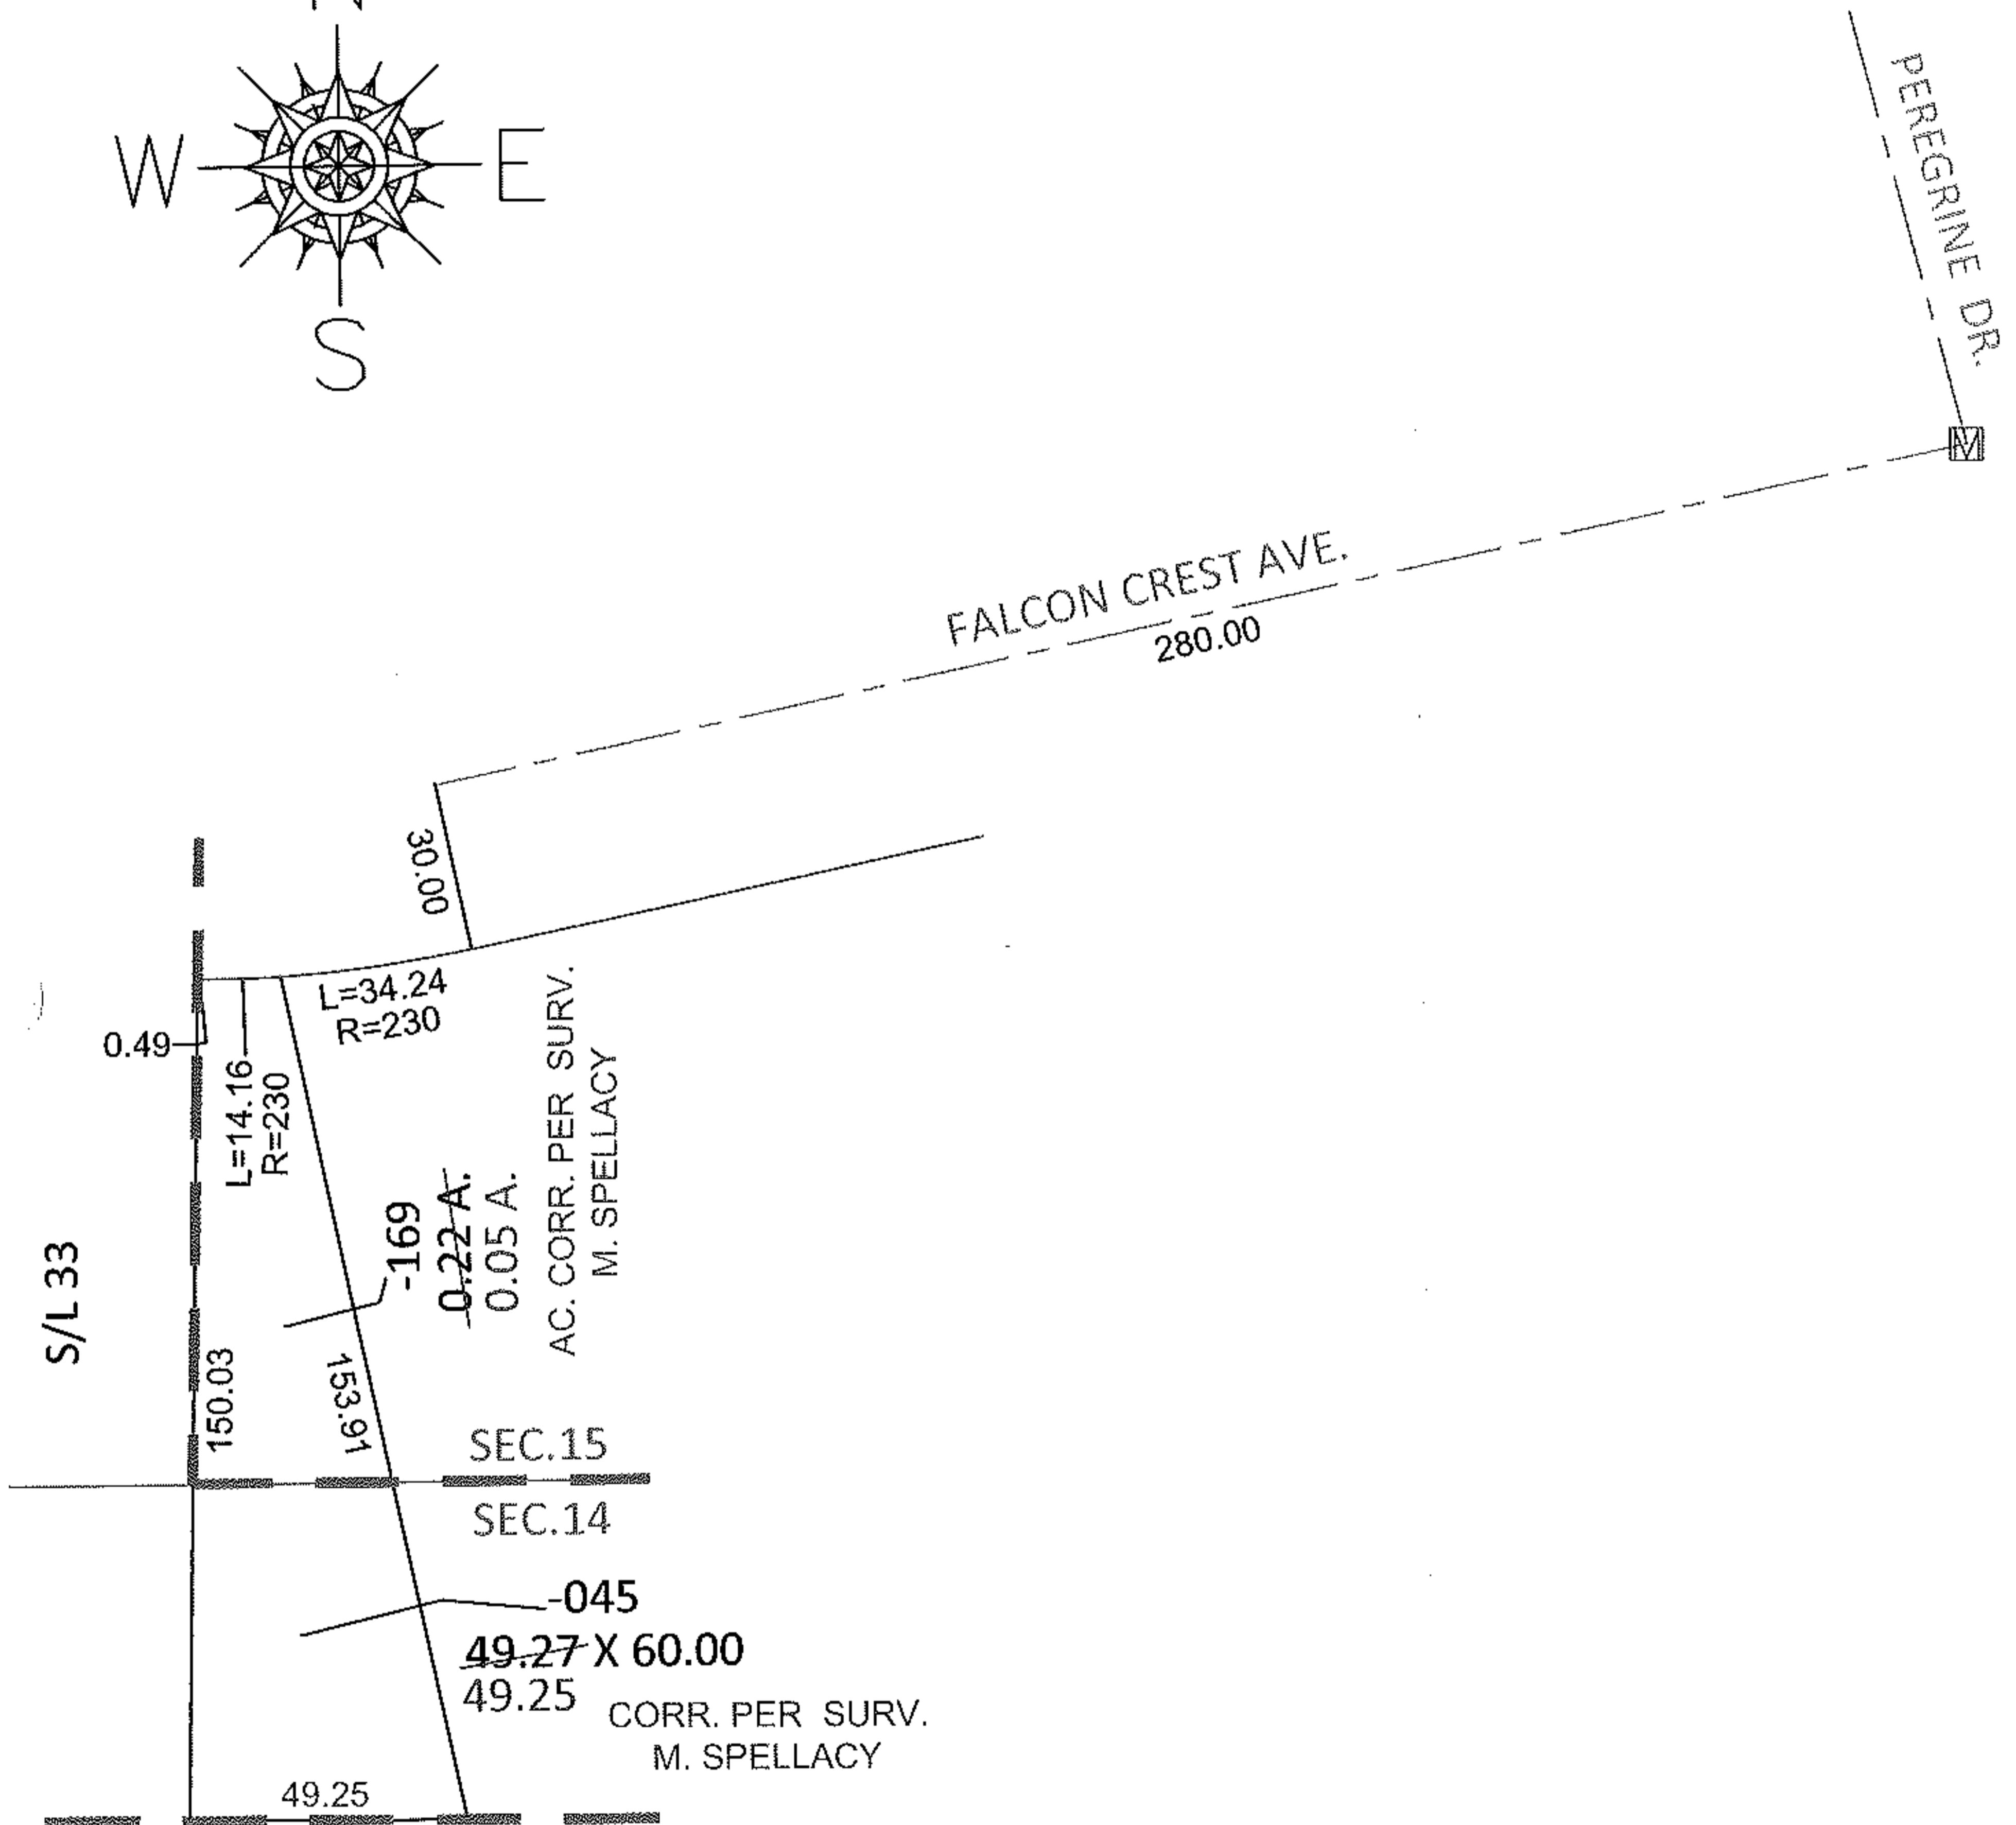 N
W
E
S
PEREGRINE DR.
M
FALCON CREST AVE.
280.00
30.00
L=34.24
R=230
0.49
L=14.16
R=230
AC. CORR. PER SURV.
M. SPELLACY
-169
0.22 A.
0.05 A.
S/L 33
150.03
153.91
SEC.15
SEC.14
-045
49.27 X 60.00
49.25
CORR. PER SURV.
M. SPELLACY
49.25